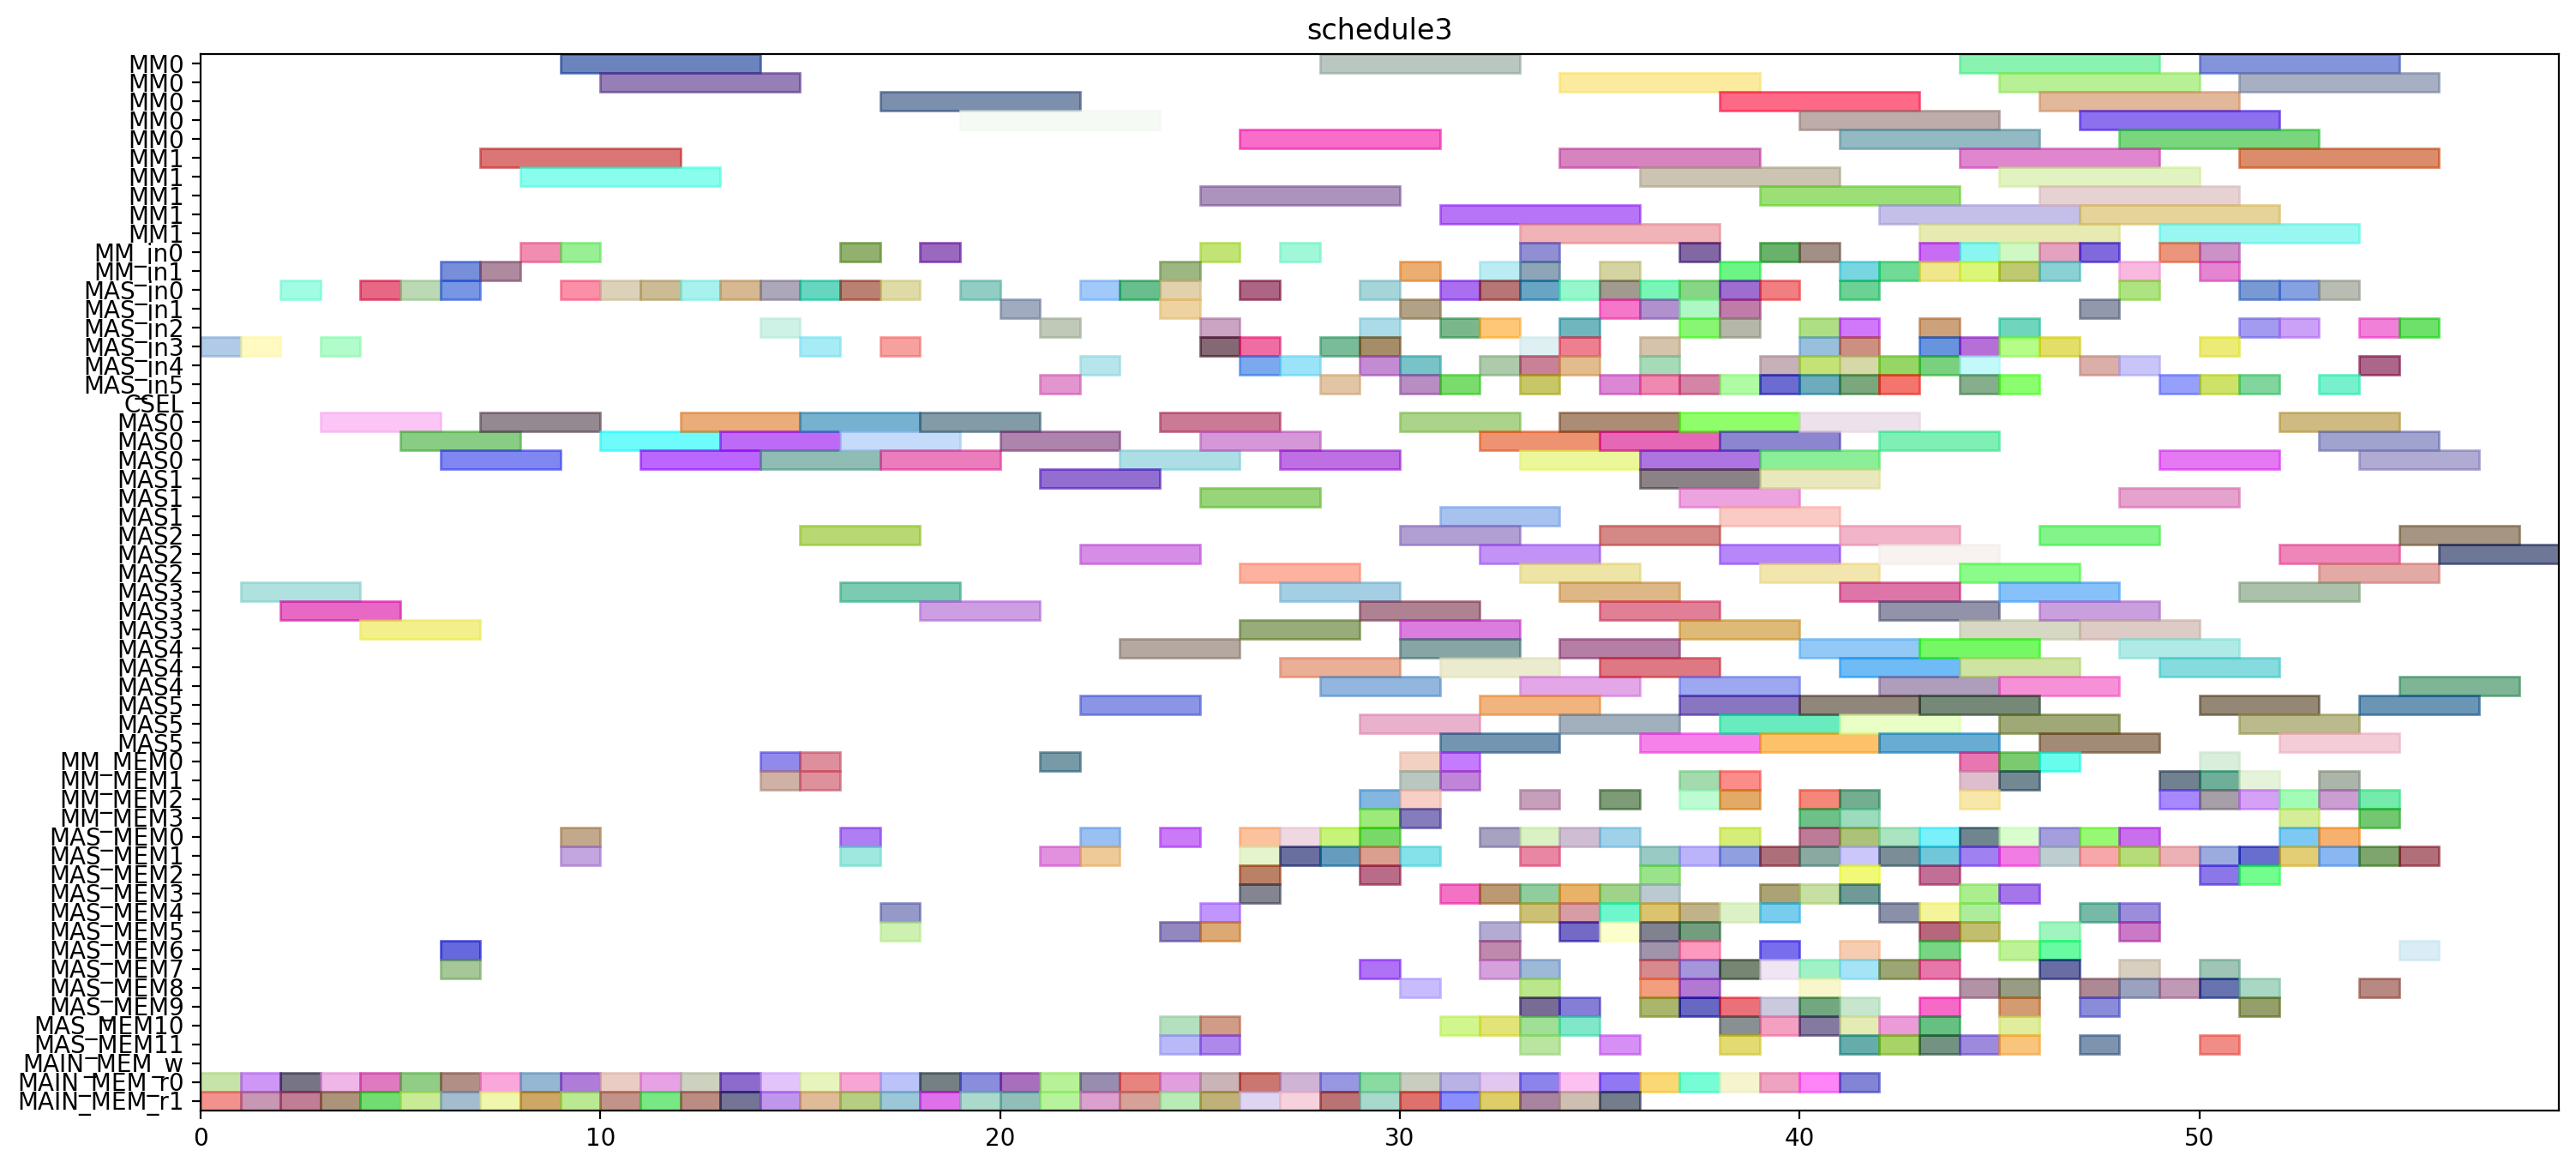 schedule3
MM0
MM0
MM0
MM0
MM0
MM1
MM1
MM1
MM1
MM1
MM_in0
MM_in1
MAS_in0
MAS_in1
MAS_in2
MAS_in3
MAS_in4
MAS_in5
CSEL
MAS0
MAS0
MAS0
MAS1
MAS1
MAS1
MAS2
MAS2
MAS2
MAS3
MAS3
MAS3
MAS4
MAS4
MAS4
MAS5
MAS5
MAS5
MM_MEM0
MM_MEM1
MM_MEM2
MM_MEM3
MAS_MEM0
MAS_MEM1
MAS_MEM2
MAS_MEM3
MAS_MEM4
MAS_MEM5
MAS_MEM6
MAS_MEM7
MAS_MEM8
MAS_MEM9
MAS_MEM10
MAS_MEM11
MAIN_MEM_w
MAIN_MEM_r0
MAIN_MEM_r1
0 10 20 30 40 50